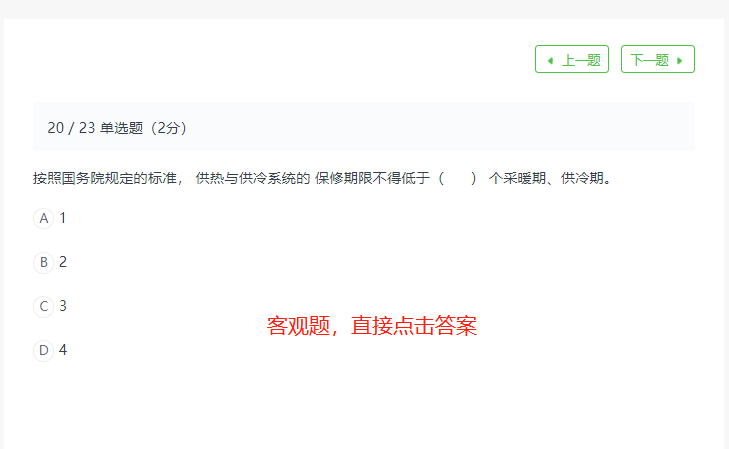 上一题 下一题
20 / 23 单选题（2分）
按照国务院规定的标准， 供热与供冷系统的 保修期限不得低于（ ） 个采暖期、供冷期。
A 1
B 2
C 3
客观题，直接点击答案
D 4